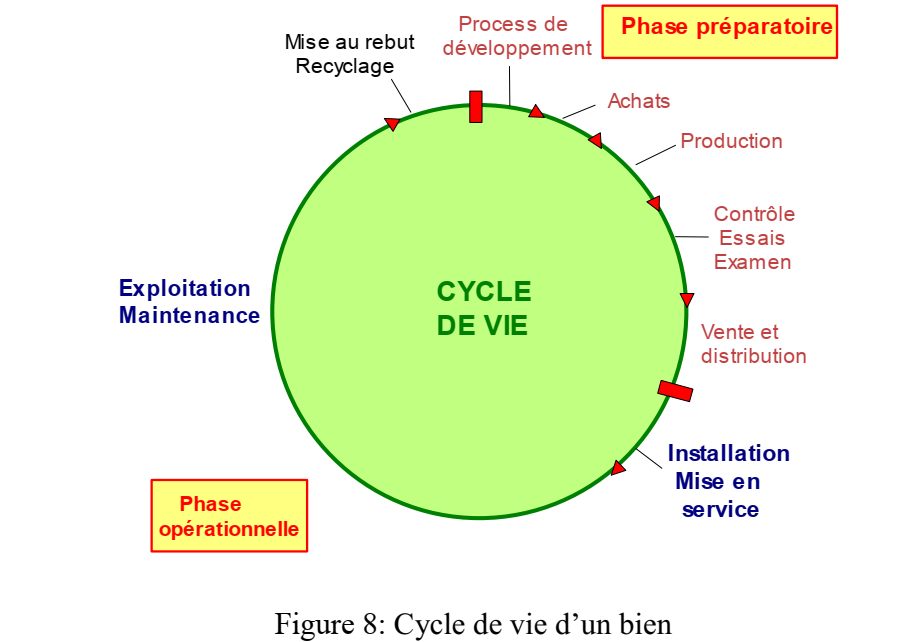 Phase préparatoire
Process de
développement
Mise au rebut
Recyclage
Achats
Production
Contrôle
Essais
Examen
Exploitation
Maintenance
CYCLE
DE VIE
Vente et
distribution
Installation
Mise en
service
Phase
opérationnelle
Figure 8: Cycle de vie d’un bien